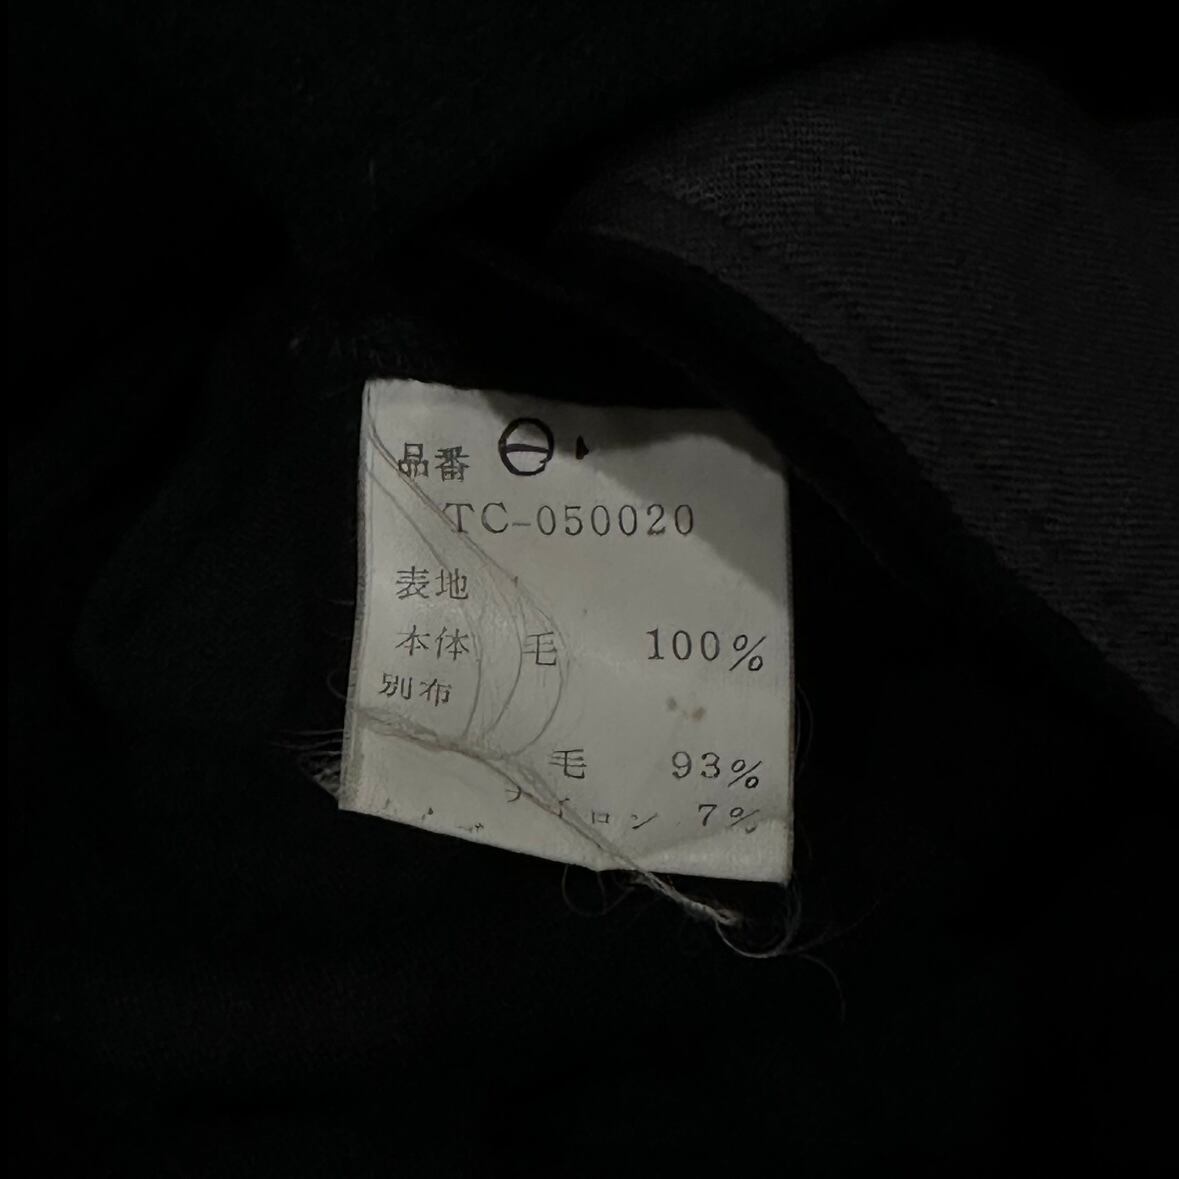 品番
TC-050020
表地
本体 毛 100%
別布
毛 93%
ナイロン 7%